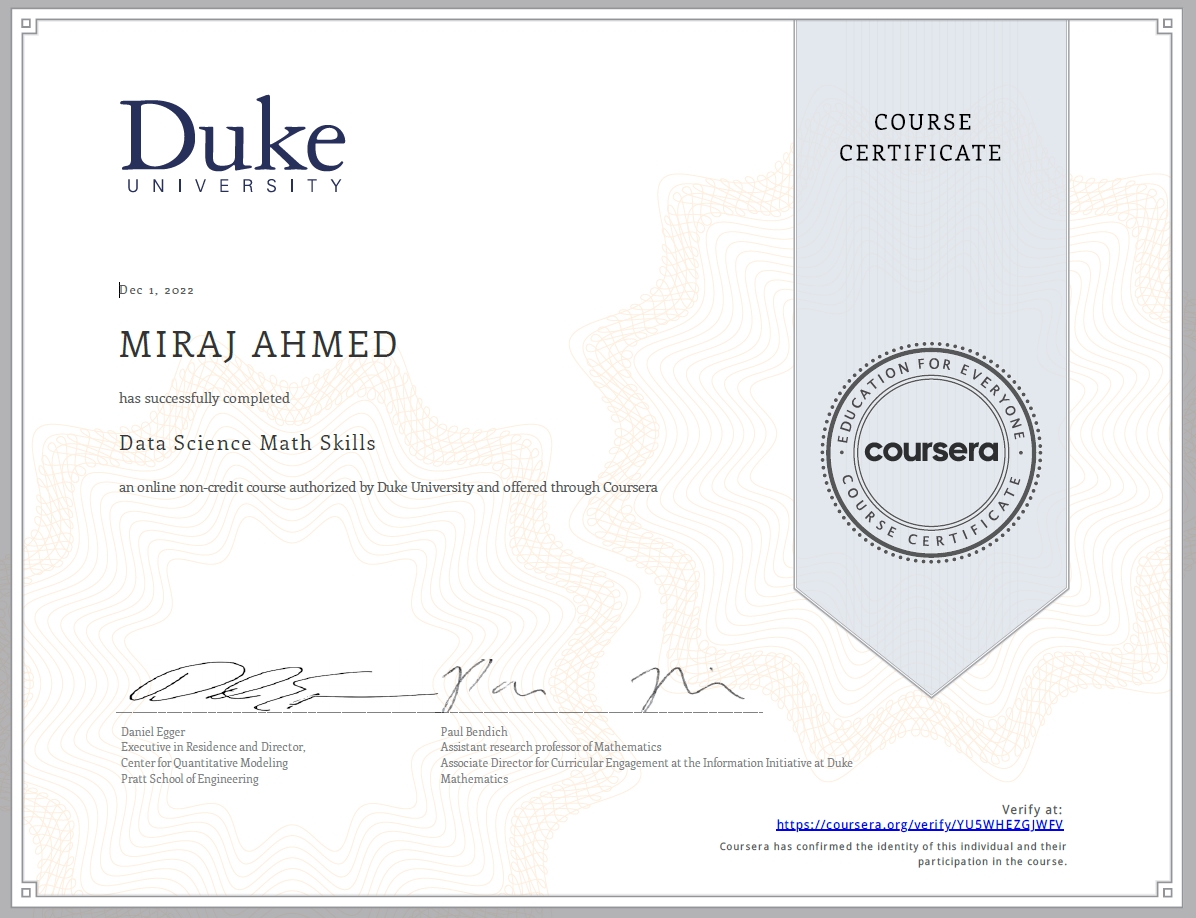 Duke
UNIVERSITY
COURSE
CERTIFICATE
Dec 1, 2022
MIRAJ AHMED
has successfully completed
Data Science Math Skills
an online non-credit course authorized by Duke University and offered through Coursera
EDUCATION FOR EVERYONE
coursera
COURSE CERTIFICATE
Daniel Egger
Executive in Residence and Director,
Center for Quantitative Modeling
Pratt School of Engineering
Paul Bendich
Assistant research professor of Mathematics
Associate Director for Curricular Engagement at the Information Initiative at Duke
Mathematics
Verify at:
https://coursera.org/verify/YU5WHEZGJWFV
Coursera has confirmed the identity of this individual and their
participation in the course.